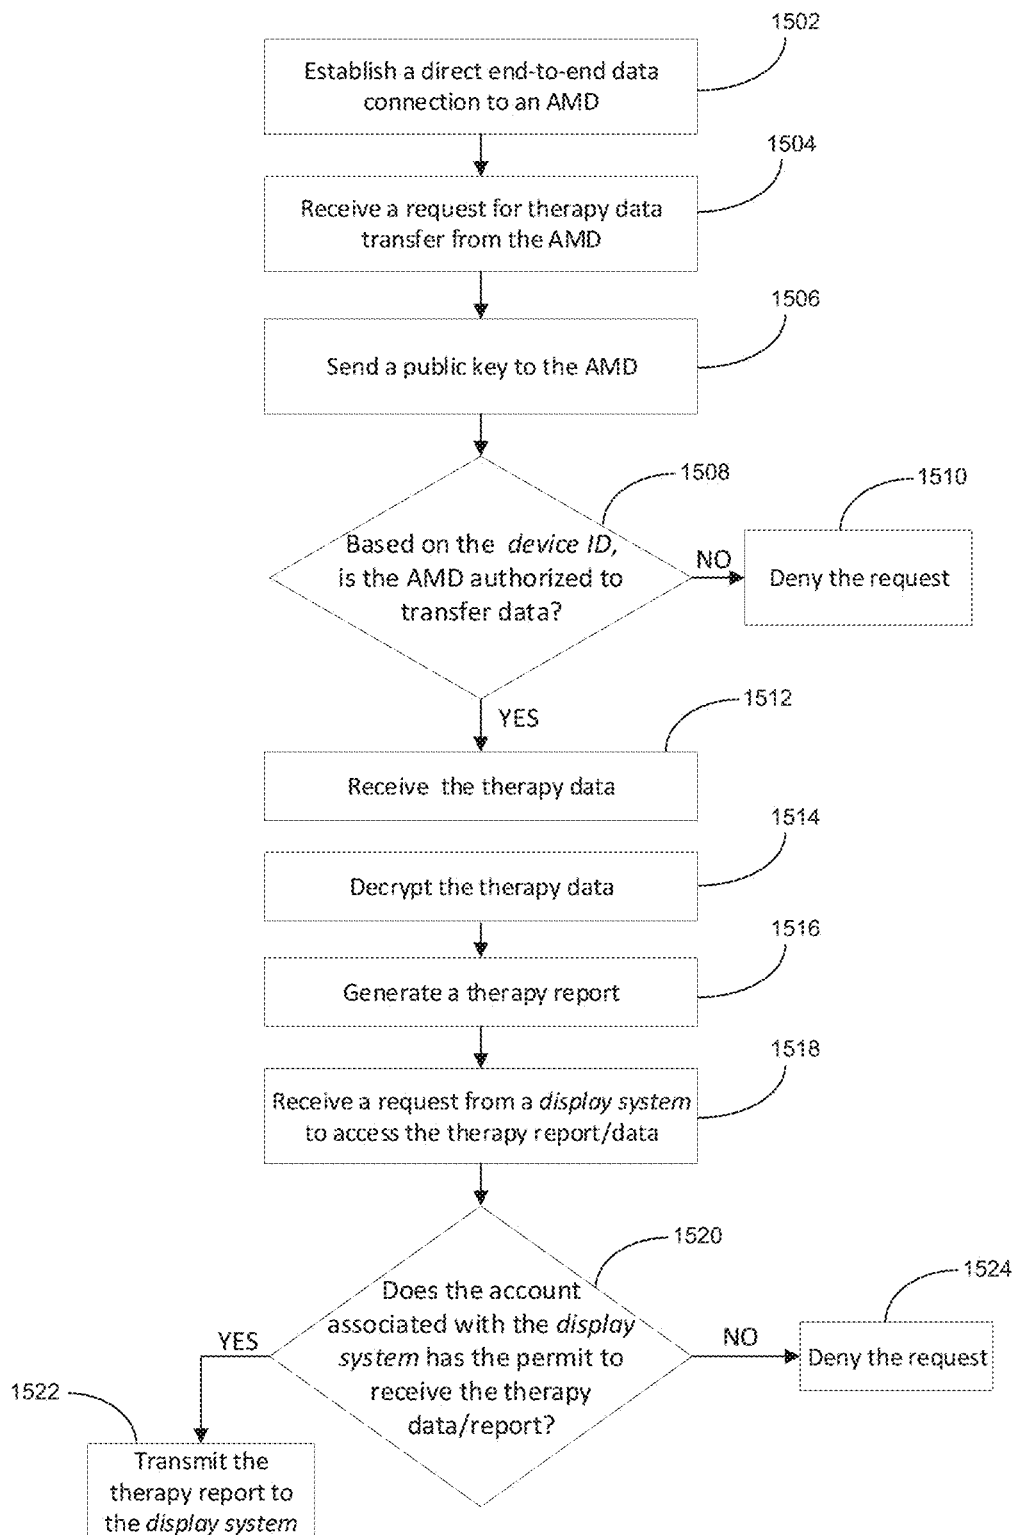 1502
Establish a direct end-to-end data
connection to an AMD
1504
Receive a request for therapy data
transfer from the AMD
1506
Send a public key to the AMD
1508
1510
Based on the device ID,
is the AMD authorized to
transfer data?
NO
Deny the request
YES
1512
Receive the therapy data
1514
Decrypt the therapy data
1516
Generate a therapy report
1518
Receive a request from a display system
to access the therapy report/data
1520
1524
Does the account
associated with the display
system has the permit to
receive the therapy
data/report?
YES
NO
Deny the request
1522
Transmit the
therapy report to
the display system